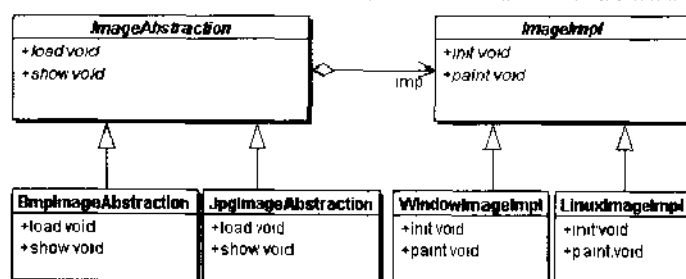 ImageAbstraction
+load void
+show void
imp
ImageImpl
+init void
+paint void
BmpImageAbstraction
+load void
+show void
JpgImageAbstraction
+load void
+show void
WindowImageImpl
+init void
+paint void
LinuxImageImpl
+init void
+paint.void